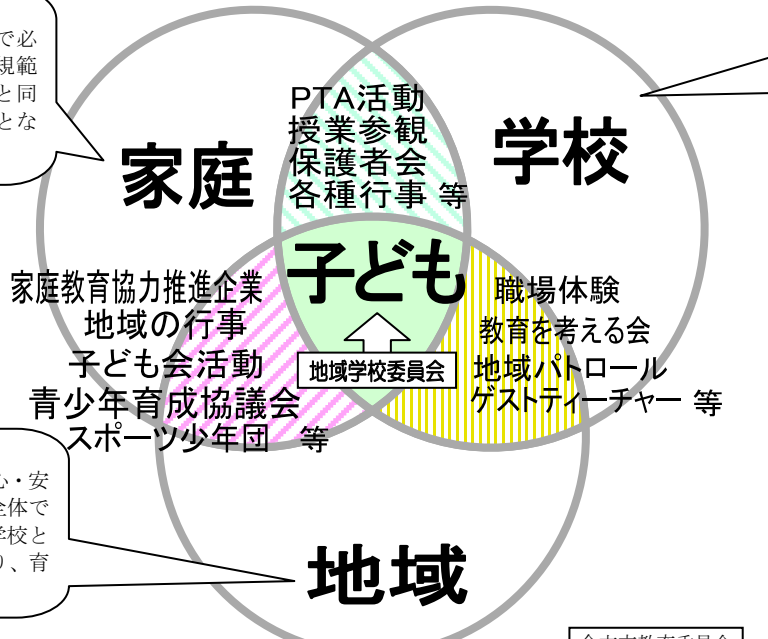 で必
規範
と同
とな
家庭
PTA活動
授業参観
保護者会
各種行事 等
学校
子ども
家庭教育協力推進企業
地域の行事
子ども会活動
青少年育成協議会
スポーツ少年団 等
地域学校委員会
職場体験
教育を考える会
地域パトロール
ゲストティーチャー 等
心・安
全体で
学校と
り、育
地域